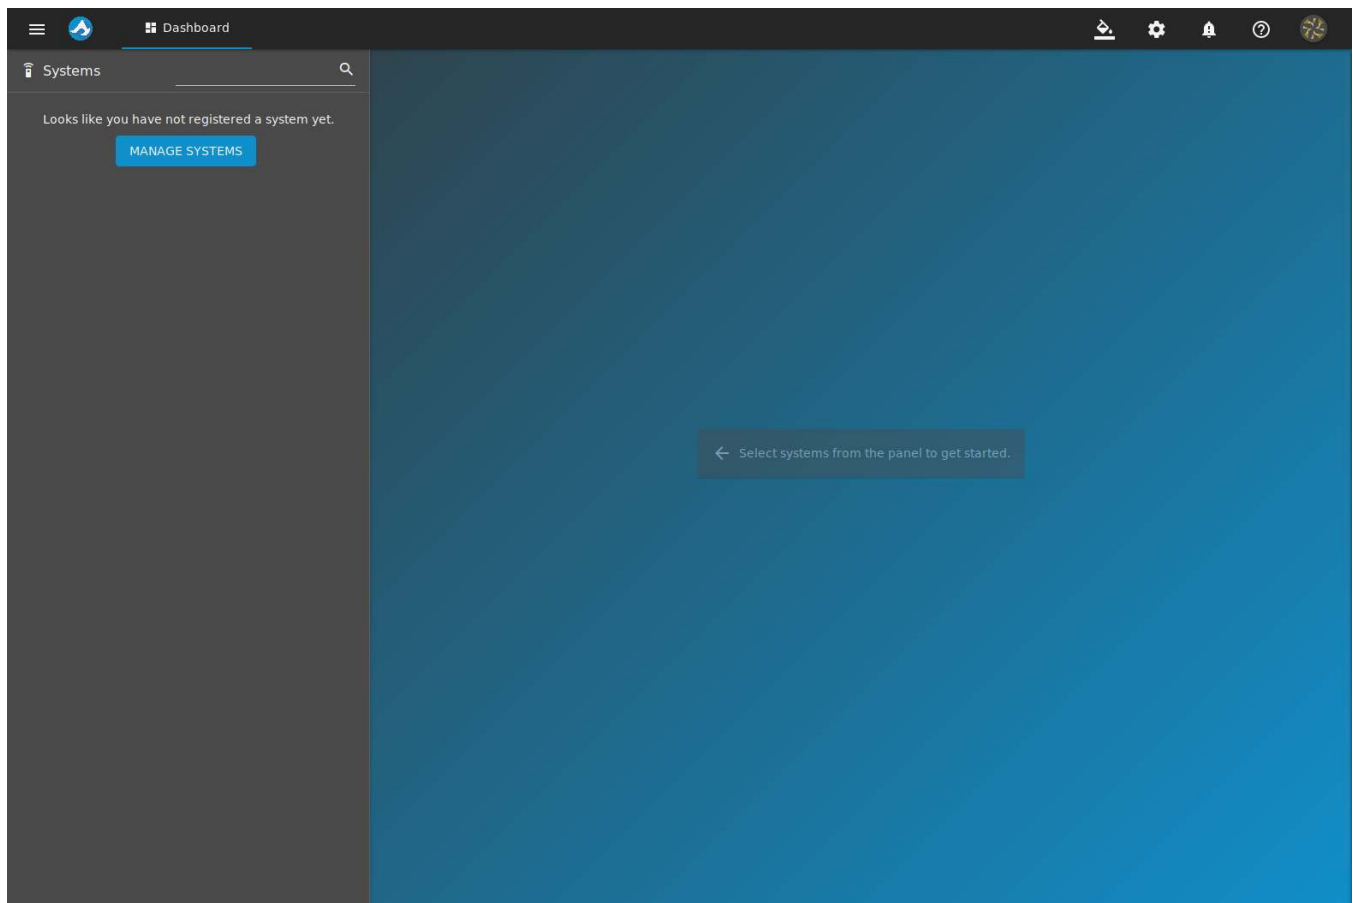 Dashboard
Systems
Looks like you have not registered a system yet.
MANAGE SYSTEMS
Select systems from the panel to get started.